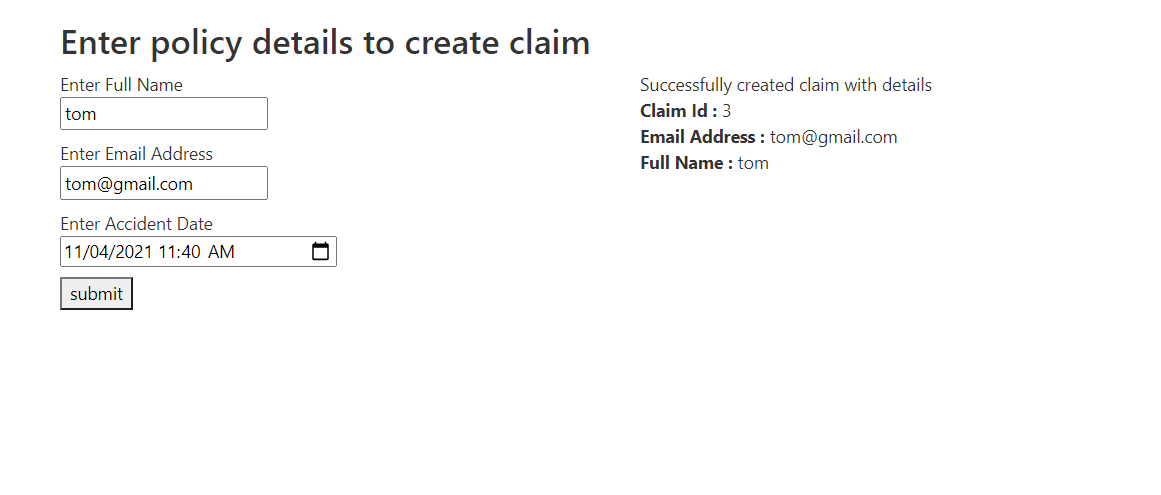 Enter policy details to create claim
Enter Full Name
tom
Enter Email Address
tom@gmail.com
Enter Accident Date
11/04/2021 11:40 AM
submit
Successfully created claim with details
Claim Id : 3
Email Address : tom@gmail.com
Full Name : tom